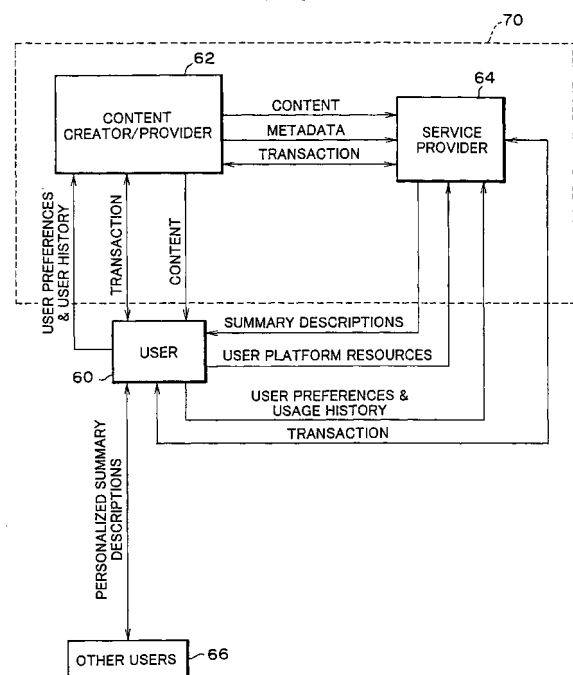 70
62
CONTENT
CREATOR/PROVIDER
CONTENT
METADATA
TRANSACTION
64
SERVICE
PROVIDER
USER PREFERENCES
& USER HISTORY
TRANSACTION
CONTENT
SUMMARY DESCRIPTIONS
USER
60
USER PLATFORM RESOURCES
USER PREFERENCES &
USAGE HISTORY
TRANSACTION
PERSONALIZED SUMMARY
DESCRIPTIONS
OTHER USERS
66